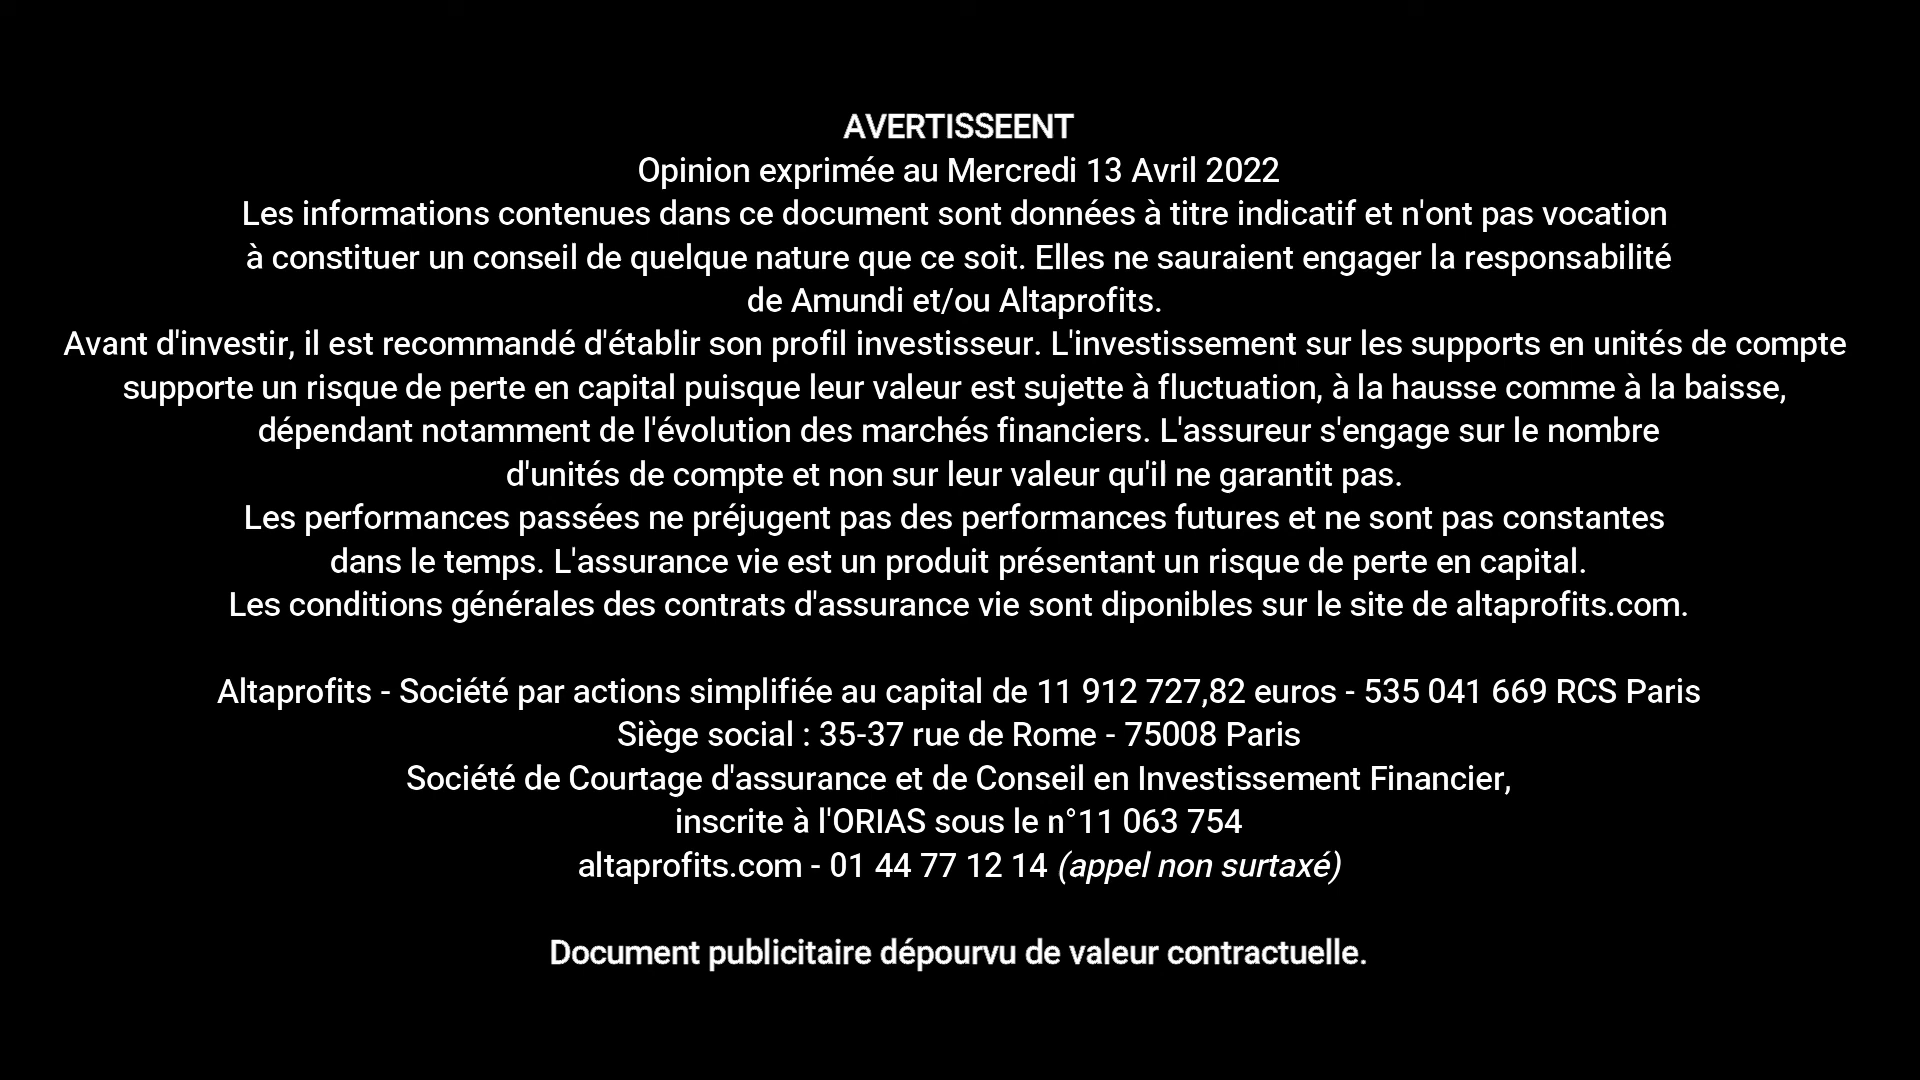 AVERTISSEENT
Opinion exprimée au Mercredi 13 Avril 2022
Les informations contenues dans ce document sont données à titre indicatif et n'ont pas vocation
à constituer un conseil de quelque nature que ce soit. Elles ne sauraient engager la responsabilité
de Amundi et/ou Altaprofits.
Avant d'investir, il est recommandé d'établir son profil investisseur. L'investissement sur les supports en unités de compte
supporte un risque de perte en capital puisque leur valeur est sujette à fluctuation, à la hausse comme à la baisse,
dépendant notamment de l'évolution des marchés financiers. L'assureur s'engage sur le nombre
d'unités de compte et non sur leur valeur qu'il ne garantit pas.
Les performances passées ne préjugent pas des performances futures et ne sont pas constantes
dans le temps. L'assurance vie est un produit présentant un risque de perte en capital.
Les conditions générales des contrats d'assurance vie sont diponibles sur le site de altaprofits.com.
Altaprofits - Société par actions simplifiée au capital de 11 912 727,82 euros - 535 041 669 RCS Paris
Siège social : 35-37 rue de Rome - 75008 Paris
Société de Courtage d'assurance et de Conseil en Investissement Financier,
inscrite à l'ORIAS sous le n°11 063 754
altaprofits.com - 01 44 77 12 14 (appel non surtaxé)
Document publicitaire dépourvu de valeur contractuelle.